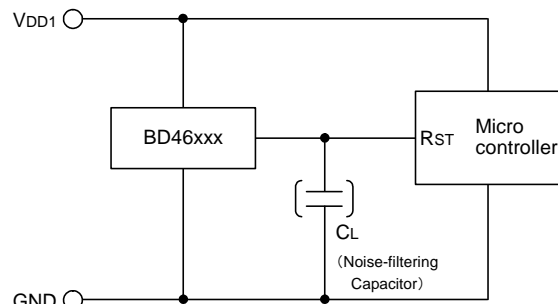 VDD1
BD46xxx
RST
Micro
controller
CL
（Noise-filtering
Capacitor）
GND